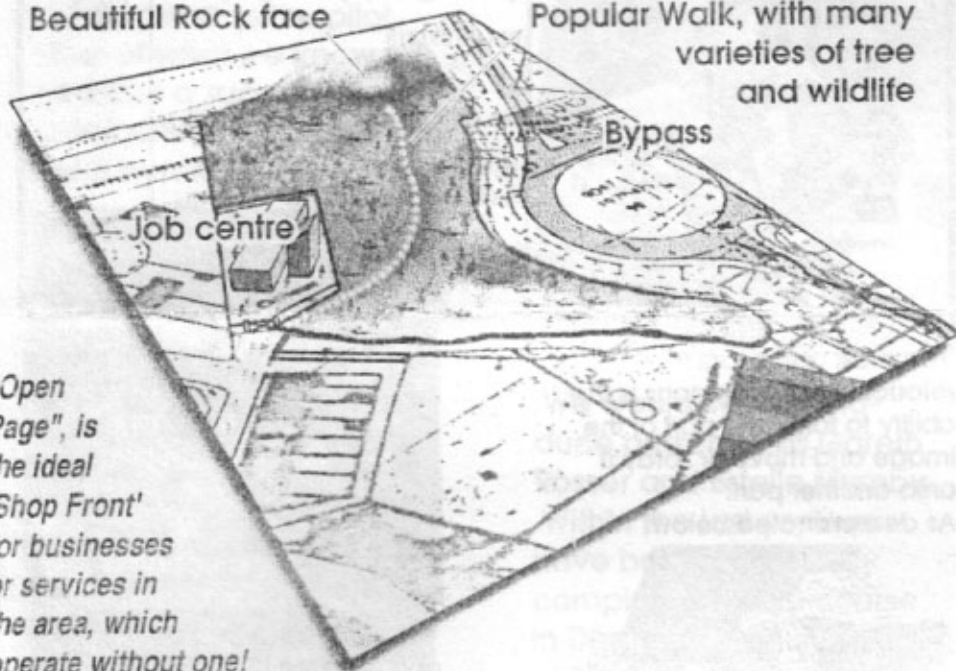 Beautiful Rock face
Popular Walk, with many
varieties of tree
and wildlife
Bypass
Job centre
Open
Page", is
he ideal
Shop Front'
or businesses
or services in
he area, which
operate without one!